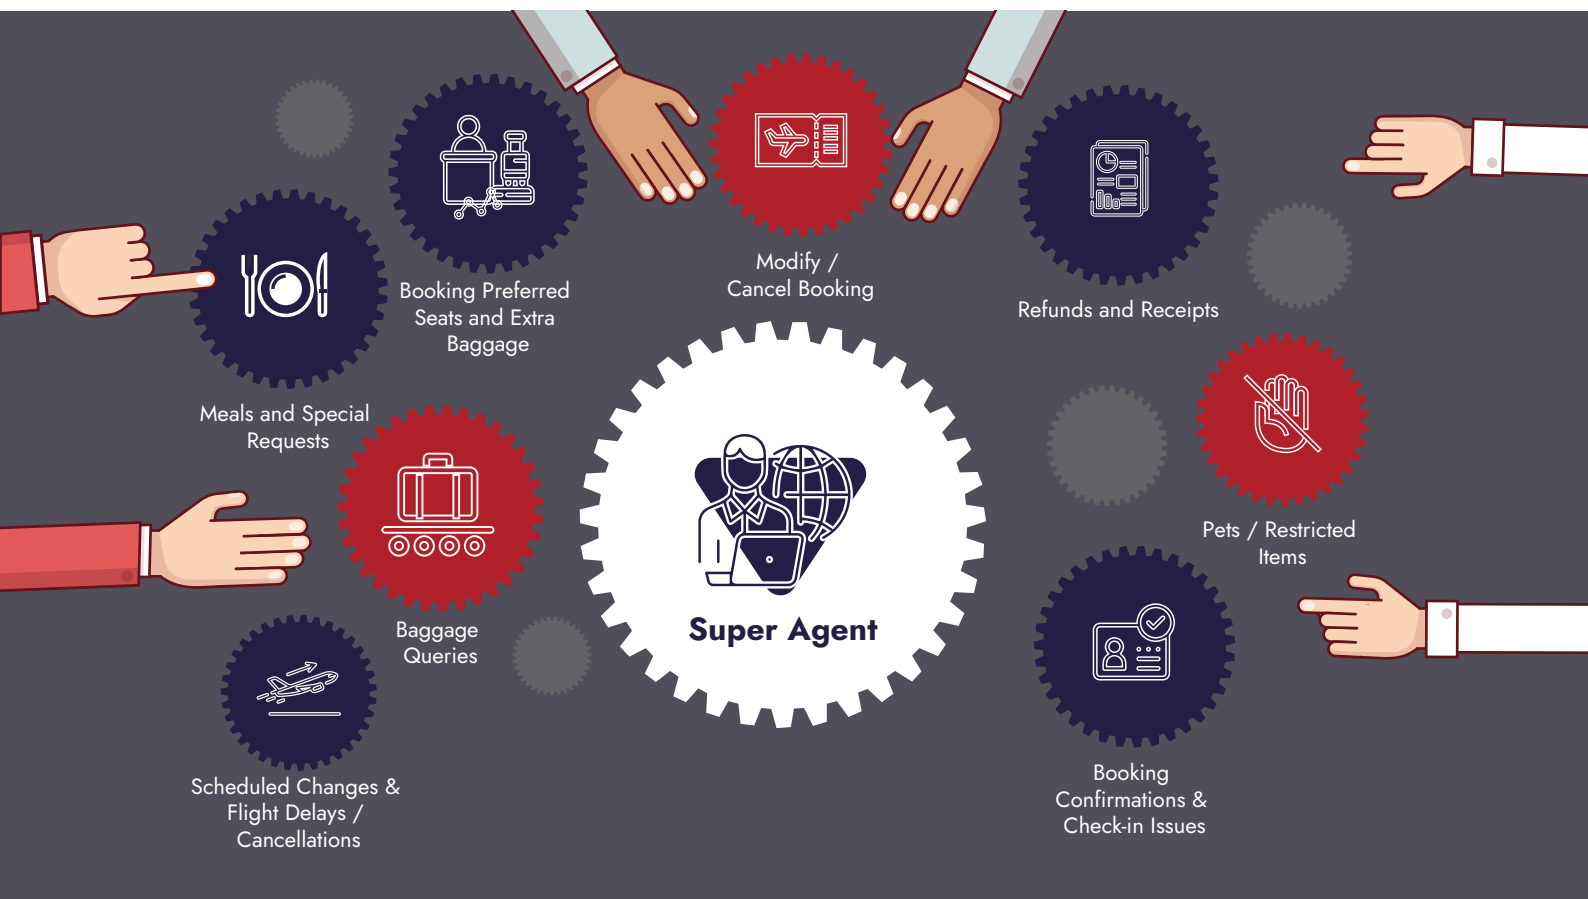 Modify /
Cancel Booking
Booking Preferred
Seats and Extra
Baggage
Refunds and Receipts
Meals and Special
Requests
Pets / Restricted
Items
Super Agent
Baggage
Queries
Scheduled Changes &
Flight Delays /
Cancellations
Booking
Confirmations &
Check-in Issues